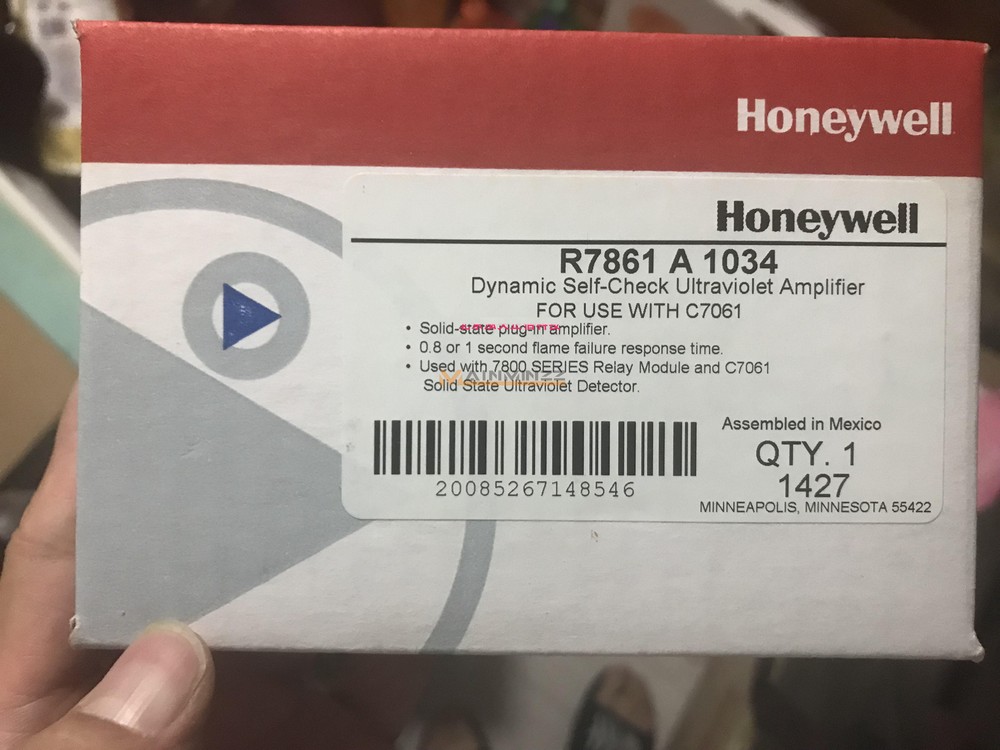 Honeywell
Honeywell
R7861 A 1034
Dynamic Self-Check Ultraviolet Amplifier
FOR USE WITH C7061
• Solid-state plug-in amplifier.
• 0.8 or 1 second flame failure response time.
• Used with 7800 SERIES Relay Module and C7061
Solid State Ultraviolet Detector.
Assembled in Mexico
QTY. 1
1427
20085267148546
MINNEAPOLIS, MINNESOTA 55422